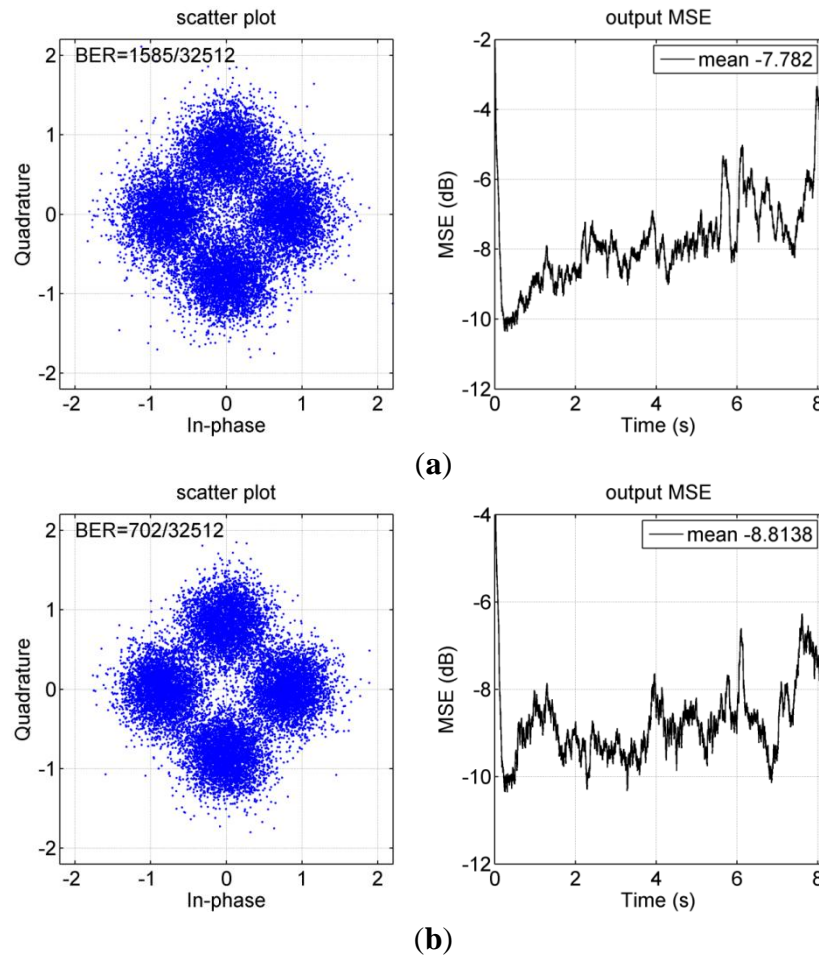 scatter plot
BER=1585/32512
2
1
0
-1
-2
Quadrature
-2 -1 0 1 2
In-phase
output MSE
mean -7.782
-2
-4
-6
-8
-10
-12
MSE (dB)
0 2 4 6 8
Time (s)
(a)
scatter plot
BER=702/32512
2
1
0
-1
-2
Quadrature
-2 -1 0 1 2
In-phase
output MSE
mean -8.8138
-4
-6
-8
-10
-12
MSE (dB)
0 2 4 6 8
Time (s)
(b)